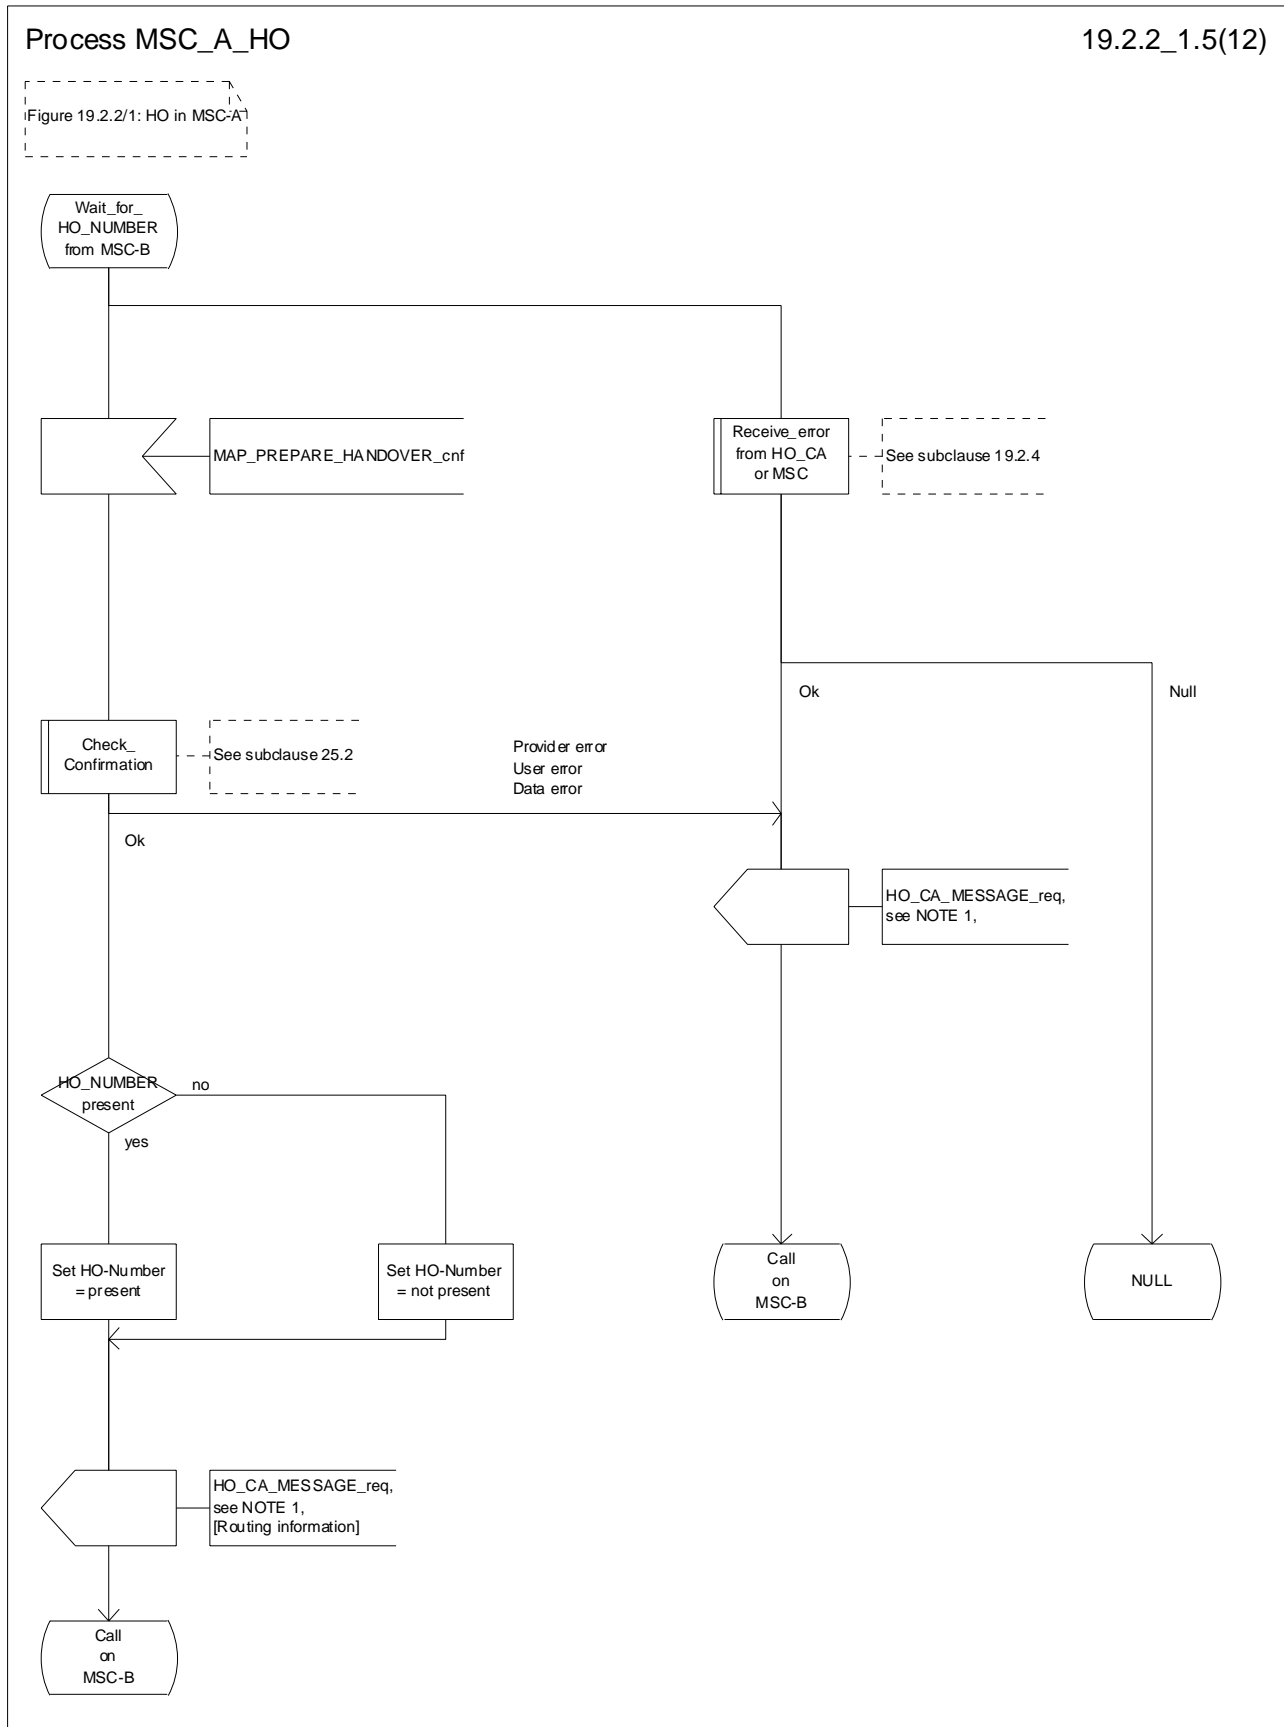 Process MSC_A_HO
19.2.2_1.5(12)
Figure 19.2.2/1: HO in MSC-A
Wait_for_
HO_NUMBER
from MSC-B
MAP_PREPARE_HANDOVER_cnf
Receive_error
from HO_CA
or MSC
See subclause 19.2.4
Ok
Null
Check_
Confirmation
See subclause 25.2
Provider error
User error
Data error
Ok
HO_CA_MESSAGE_req,
see NOTE 1,
HO_NUMBER
present
no
yes
Set HO-Number
= present
Set HO-Number
= not present
Call
on
MSC-B
NULL
HO_CA_MESSAGE_req,
see NOTE 1,
[Routing information]
Call
on
MSC-B